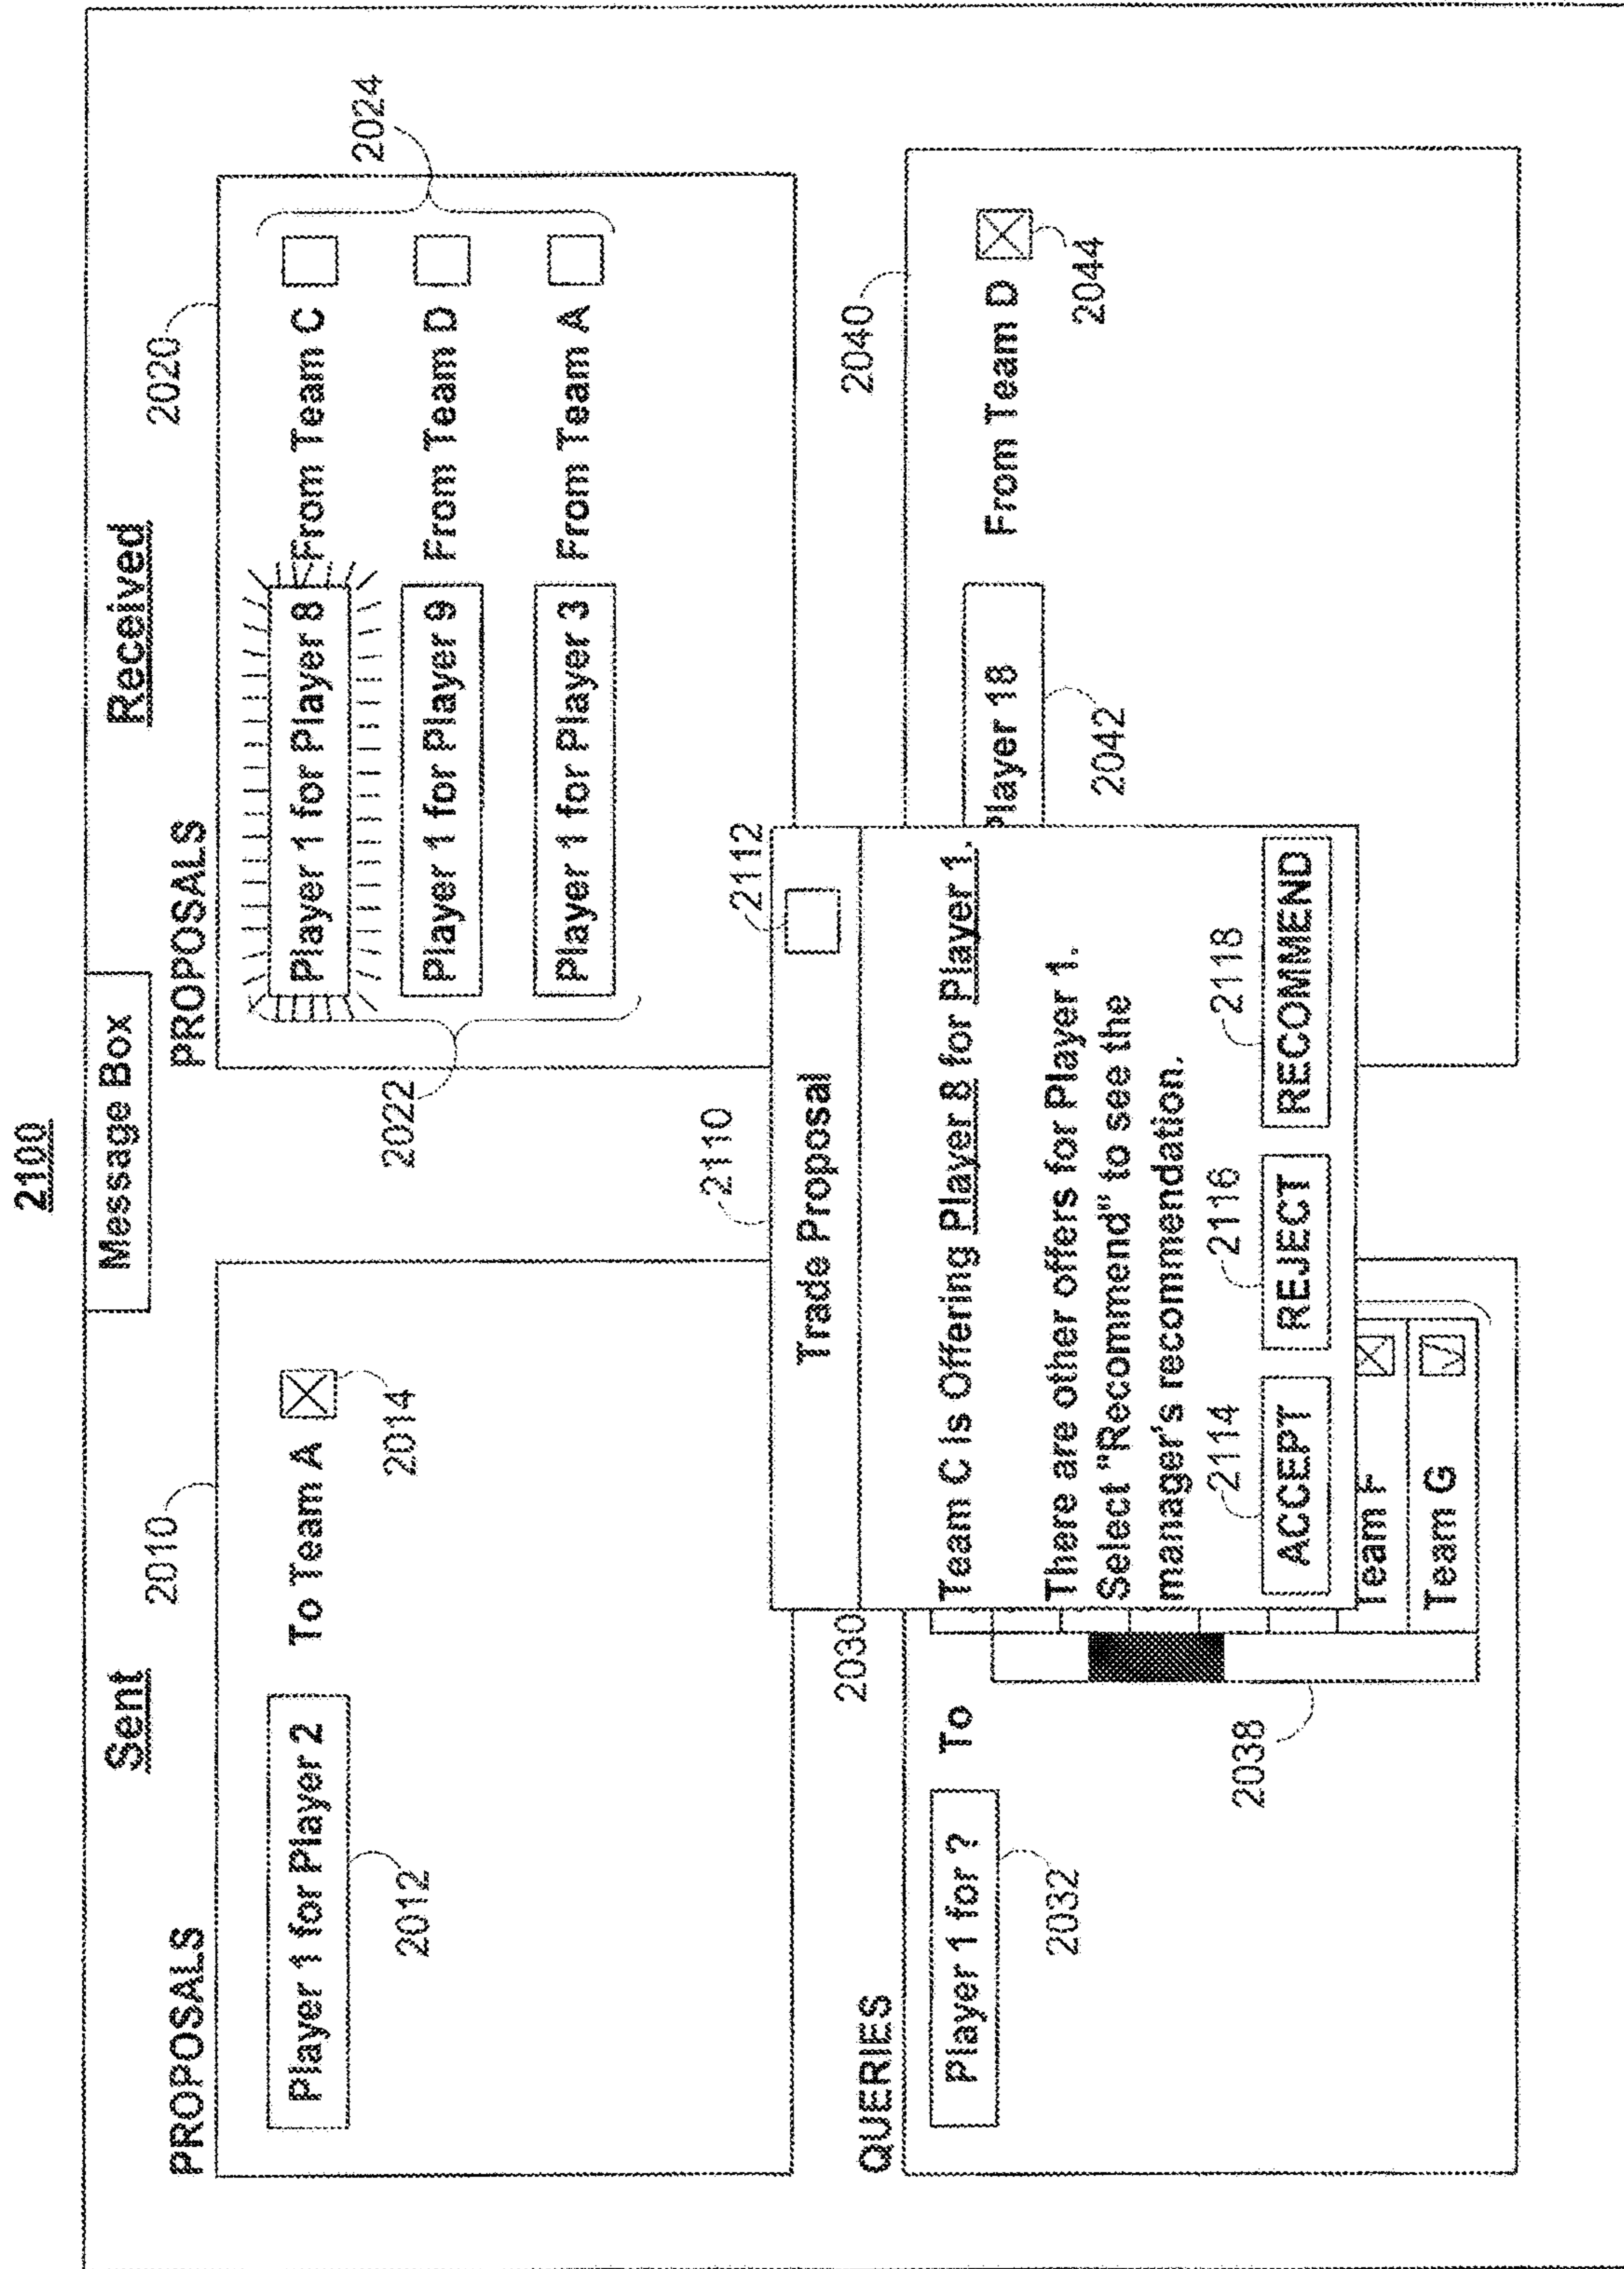 2100
Message Box
Sent
Received
PROPOSALS
2010
Player 1 for Player 2
To Team A
2012
2014
PROPOSALS
2020
Player 1 for Player 8
From Team C
Player 1 for Player 9
From Team D
Player 1 for Player 3
From Team A
2022
2024
QUERIES
2030
Player 1 for ?
To
2032
2038
Team F
Team G
2040
Player 18
From Team D
2042
2044
2110
Trade Proposal
2112
Team C is Offering Player 8 for Player 1.
There are other offers for Player 1.
Select "Recommend" to see the
manager's recommendation.
2114
2116
2118
ACCEPT
REJECT
RECOMMEND